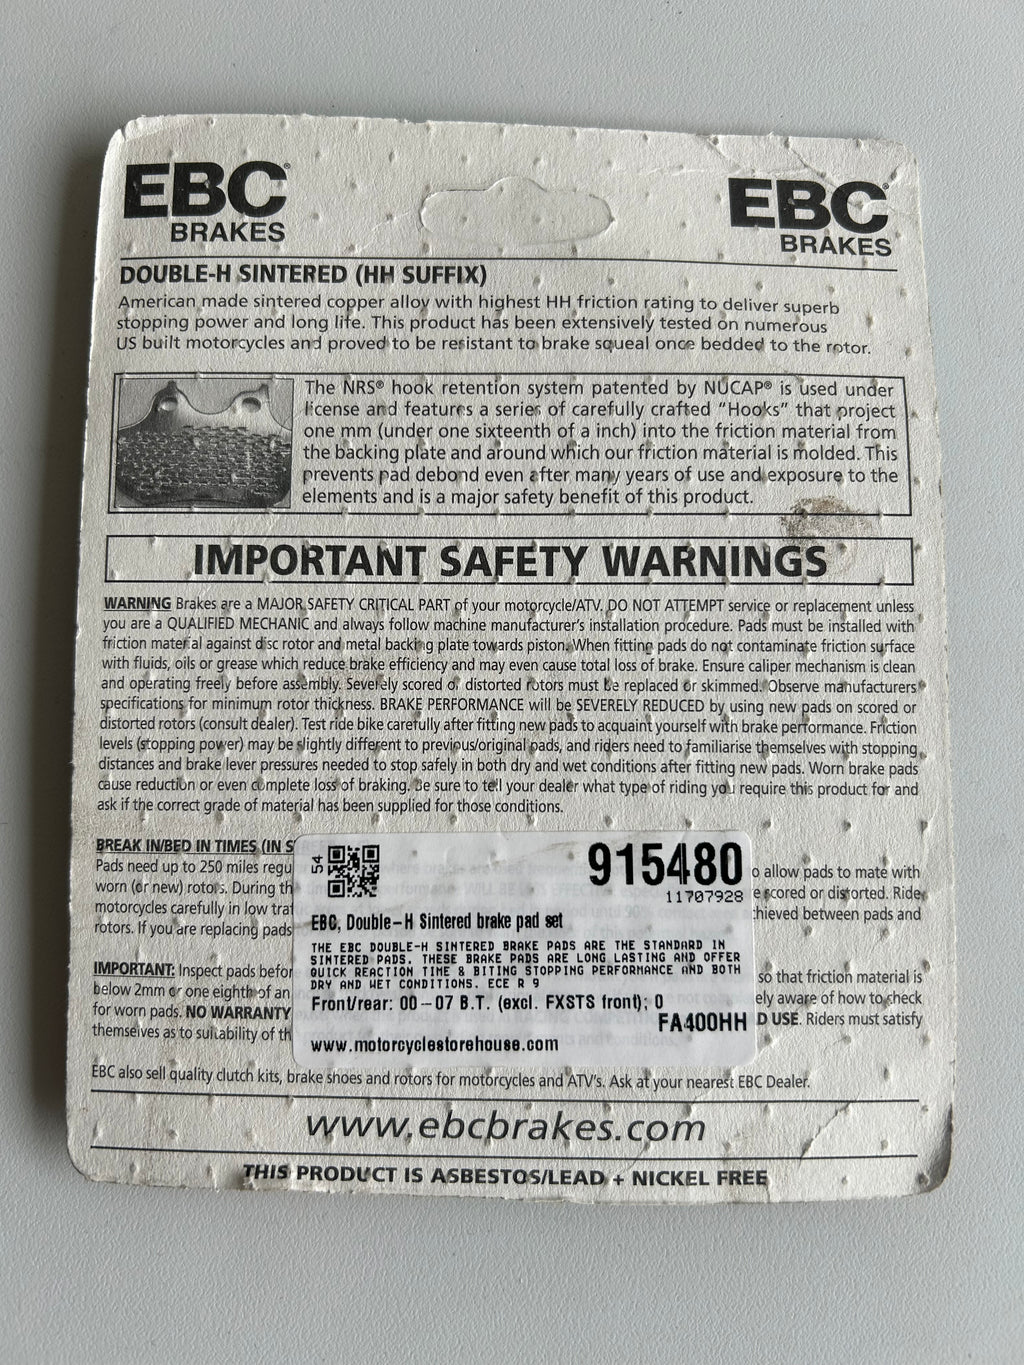 EBC® EBC®
BRAKES BRAKES
DOUBLE-H SINTERED (HH SUFFIX)
American made sintered copper alloy with highest HH friction rating to deliver superb
stopping power and long life. This product has been extensively tested on numerous
US built motorcycles and proved to be resistant to brake squeal once bedded to the rotor.
The NRS® hook retention system patented by NUCAP® is used under
license and features a series of carefully crafted "Hooks" that project
one mm (under one sixteenth of a inch) into the friction material from
the backing plate and around which our friction material is molded. This
prevents pad debond even after many years of use and exposure to the
elements and is a major safety benefit of this product.
IMPORTANT SAFETY WARNINGS
WARNING Brakes are a MAJOR SAFETY CRITICAL PART of your motorcycle/ATV. DO NOT ATTEMPT service or replacement unless
you are a QUALIFIED MECHANIC and always follow machine manufacturer's installation procedure. Pads must be installed with
friction material against disc rotor and metal backing plate towards piston. When fitting pads do not contaminate friction surface
with fluids, oils or grease which reduce brake efficiency and may even cause total loss of brake. Ensure caliper mechanism is clean
and operating freely before assembly. Severely scored or distorted rotors must be replaced or skimmed. Observe manufacturers
specifications for minimum rotor thickness. BRAKE PERFORMANCE will be SEVERELY REDUCED by using new pads on scored or
distorted rotors (consult dealer). Test ride bike carefully after fitting new pads to acquaint yourself with brake performance. Friction
levels (stopping power) may be slightly different to previous/original pads, and riders need to familiarise themselves with stopping
distances and brake lever pressures needed to stop safely in both dry and wet conditions after fitting new pads. Worn brake pads
cause reduction or even complete loss of braking. Be sure to tell your dealer what type of riding you require this product for and
ask if the correct grade of material has been supplied for those conditions.
BREAK IN/BED IN TIMES (IN S
Pads need up to 250 miles regu o allow pads to mate with
worn (or new) rotors. During th e scored or distorted. Ride
motorcycles carefully in low traf chieved between pads and
rotors. If you are replacing pads
54
915480
11707928
EBC, Double-H Sintered brake pad set
THE EBC DOUBLE-H SINTERED BRAKE PADS ARE THE STANDARD IN
SINTERED PADS. THESE BRAKE PADS ARE LONG LASTING AND OFFER
QUICK REACTION TIME & BITING STOPPING PERFORMANCE AND BOTH
DRY AND WET CONDITIONS. ECE R 9
Front/rear: 00-07 B.T. (excl. FXSTS front); 0
FA400HH
www.motorcyclestorehouse.com
IMPORTANT: Inspect pads befor so that friction material is
below 2mm or one eighth of an ely aware of how to check
for worn pads. NO WARRANTY D USE. Riders must satisfy
themselves as to suitability of th
EBC also sell quality clutch kits, brake shoes and rotors for motorcycles and ATV's. Ask at your nearest EBC Dealer.
www.ebcbrakes.com
THIS PRODUCT IS ASBESTOS/LEAD + NICKEL FREE